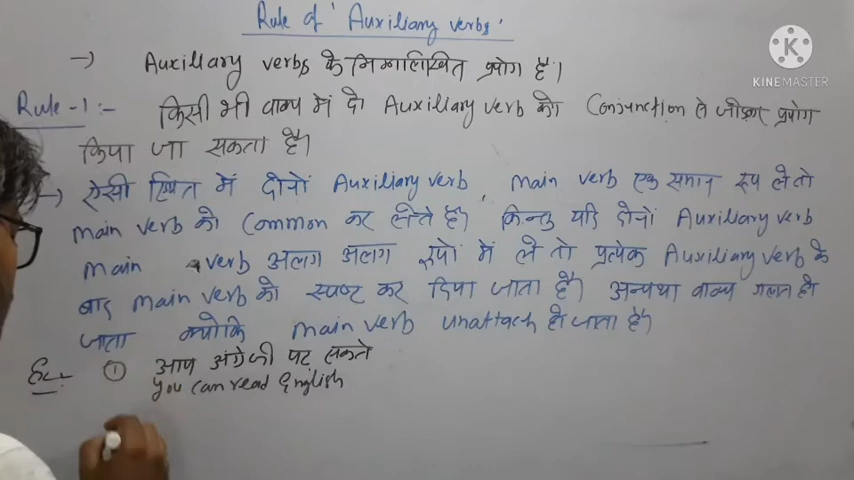 Rule of 'Auxiliary verbs'
→ Auxiliary verbs के निम्नलिखित प्रयोग है।
KINEMASTER
Rule-1:- किसी भी वाक्य में दो Auxiliary verb को Conjunction से जोड़कर प्रयोग
किया जा सकता है।
→ ऐसी स्थिति में दोनों Auxiliary verb, main verb एक समान रूप ले तो
main verb को Common कर लेते है। किन्तु यदि दोनों Auxiliary verb
main verb अलग अलग रूपों में ले तो प्रत्येक Auxiliary verb के
बाद main verb को स्पष्ट कर दिया जाता है। अन्यथा वाक्य गलत हो
जाता क्योकि main verb unattach हो जाता है।
① आप अंग्रेजी पढ सकते
you can read English